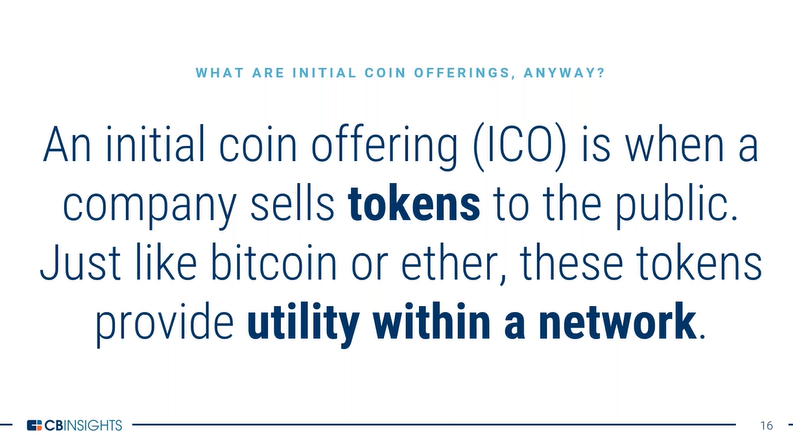 WHAT ARE INITIAL COIN OFFERINGS, ANYWAY?
An initial coin offering (ICO) is when a
company sells tokens to the public.
Just like bitcoin or ether, these tokens
provide utility within a network.
CBINSIGHTS
16